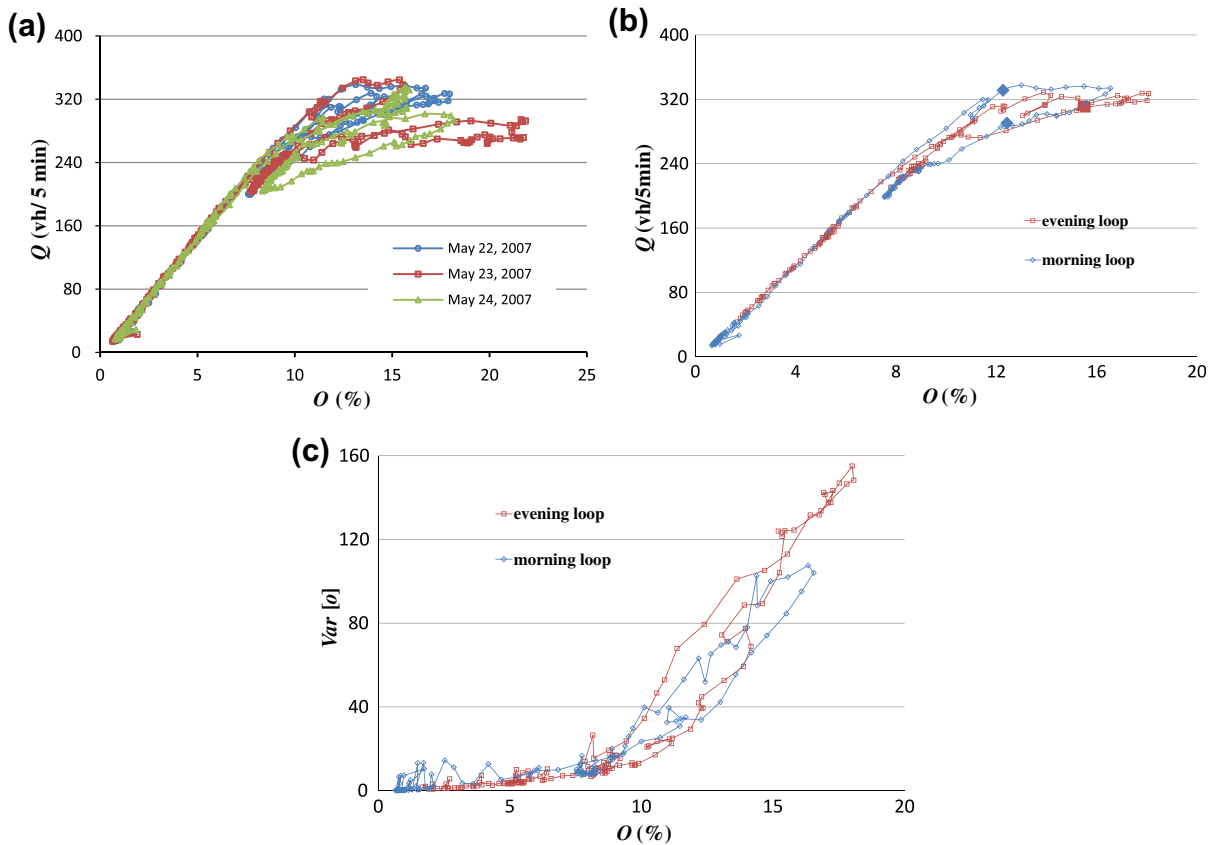 (a)
400
320
240
160
80
0
Q (vh/ 5 min)
May 22, 2007
May 23, 2007
May 24, 2007
0 5 10 15 20 25
O (%)
(b)
400
320
240
160
80
0
Q (vh/5min)
evening loop
morning loop
0 4 8 12 16 20
O (%)
(c)
160
120
80
40
0
Var [o]
evening loop
morning loop
0 5 10 15 20
O (%)